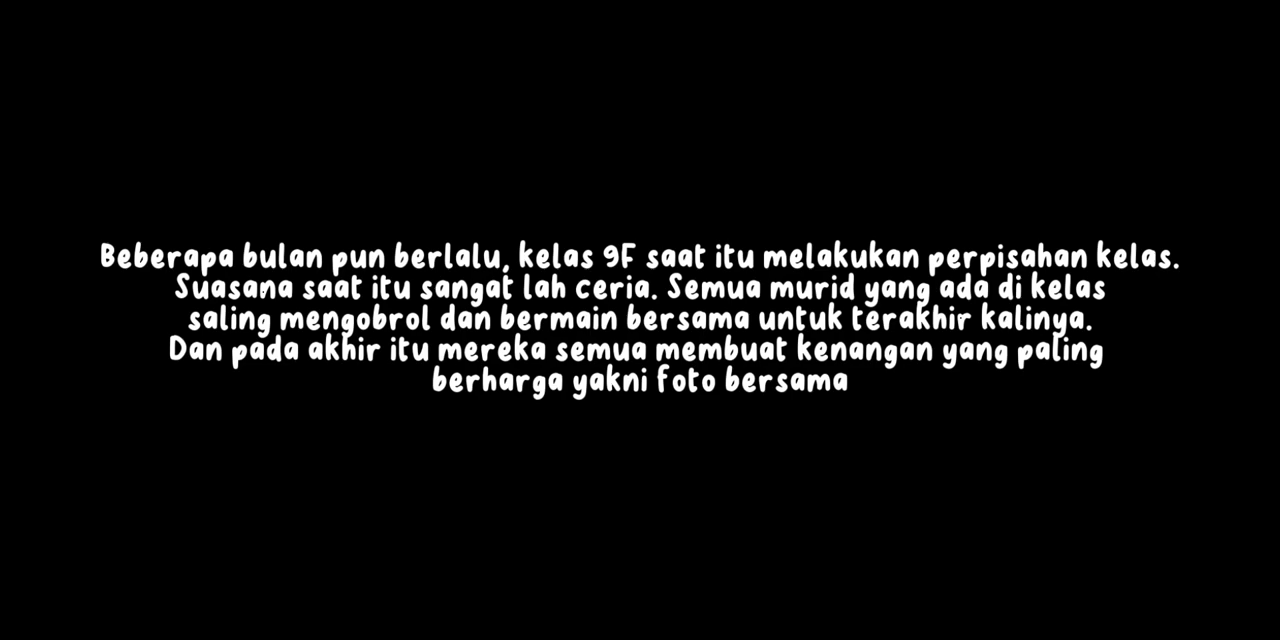 Beberapa bulan pun berlalu, kelas 9F saat itu melakukan perpisahan kelas.
Suasana saat itu sangat lah ceria. Semua murid yang ada di kelas
saling mengobrol dan bermain bersama untuk terakhir kalinya.
Dan pada akhir itu mereka semua membuat kenangan yang paling
berharga yakni foto bersama